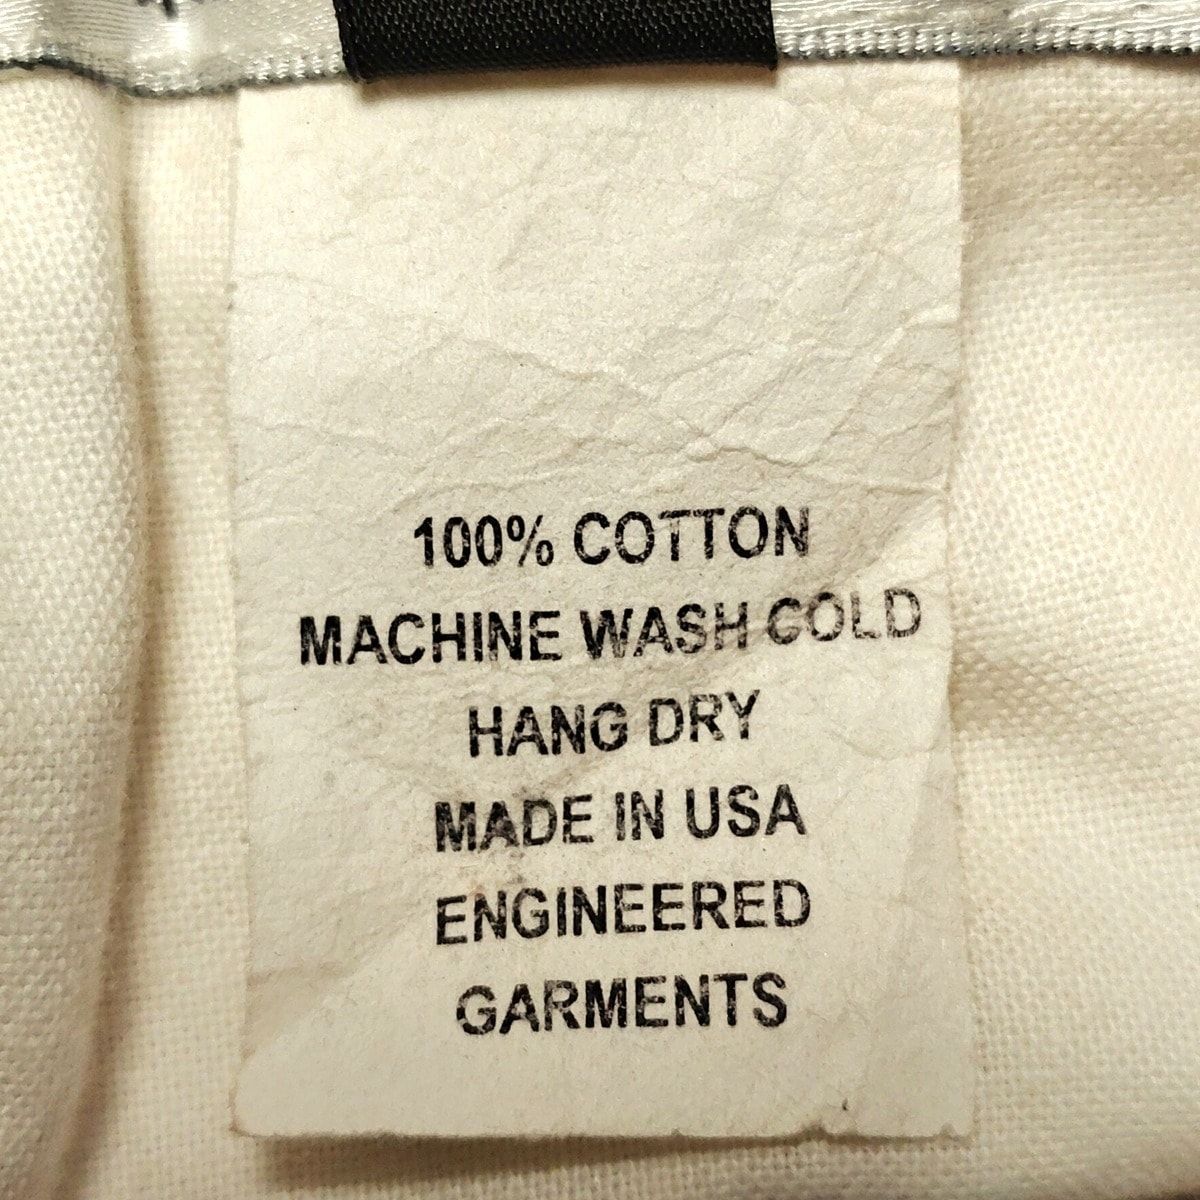 100% COTTON
MACHINE WASH COLD
HANG DRY
MADE IN USA
ENGINEERED
GARMENTS